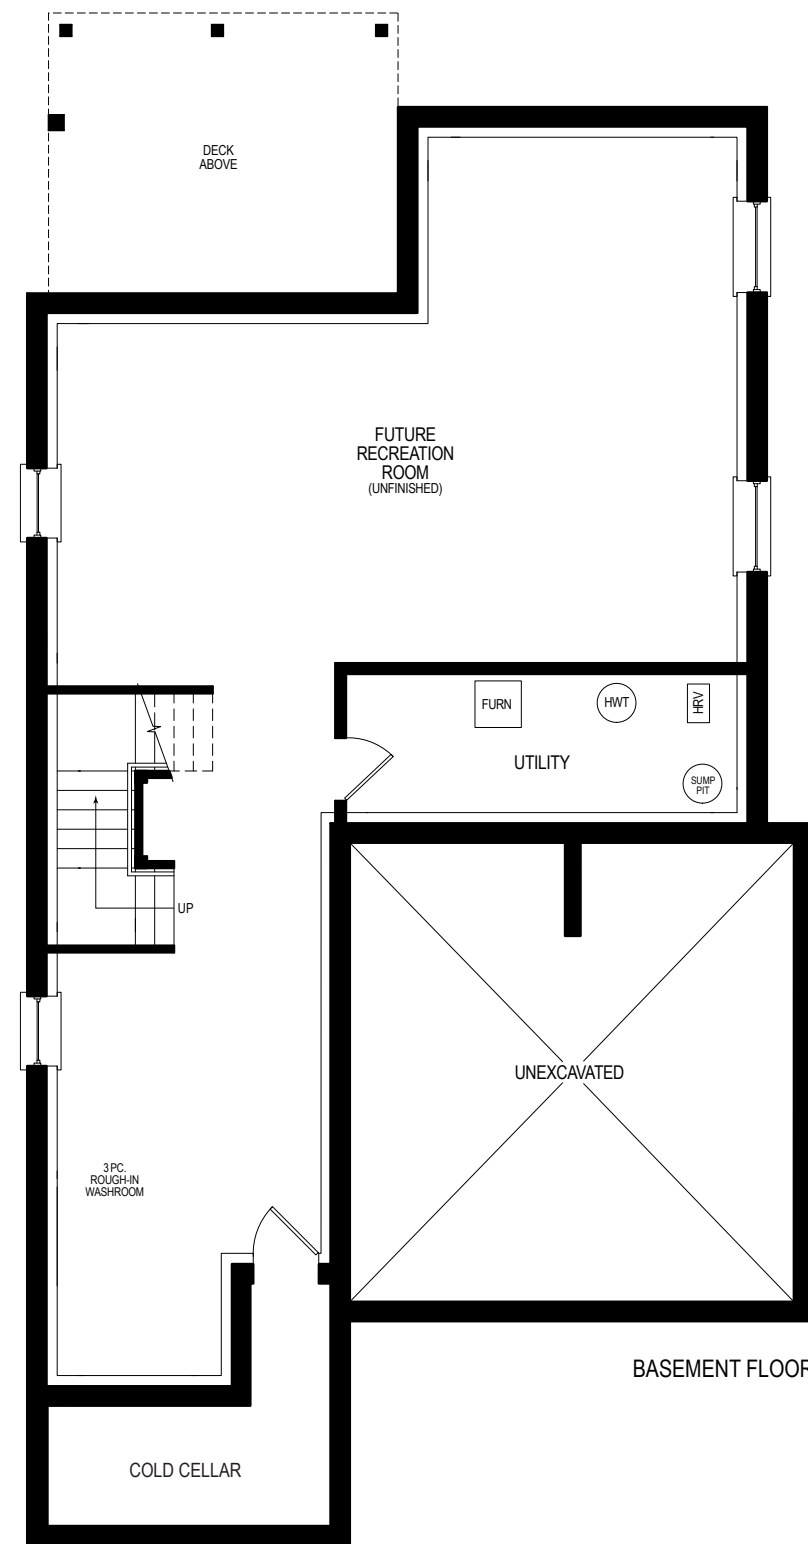 DECK
ABOVE
FUTURE
RECREATION
ROOM
(UNFINISHED)
FURN
HWT
HRV
UTILITY
SUMP
PIT
UP
UNEXCAVATED
3 PC.
ROUGH-IN
WASHROOM
BASEMENT FLOOR
COLD CELLAR